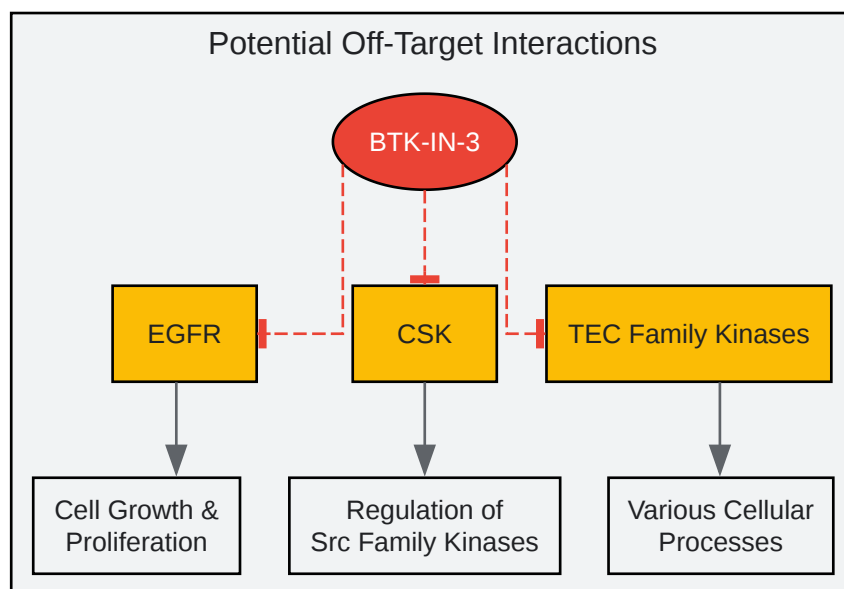 Potential Off-Target Interactions
BTK-IN-3
EGFR
CSK
TEC Family Kinases
Cell Growth &
Proliferation
Regulation of
Src Family Kinases
Various Cellular
Processes